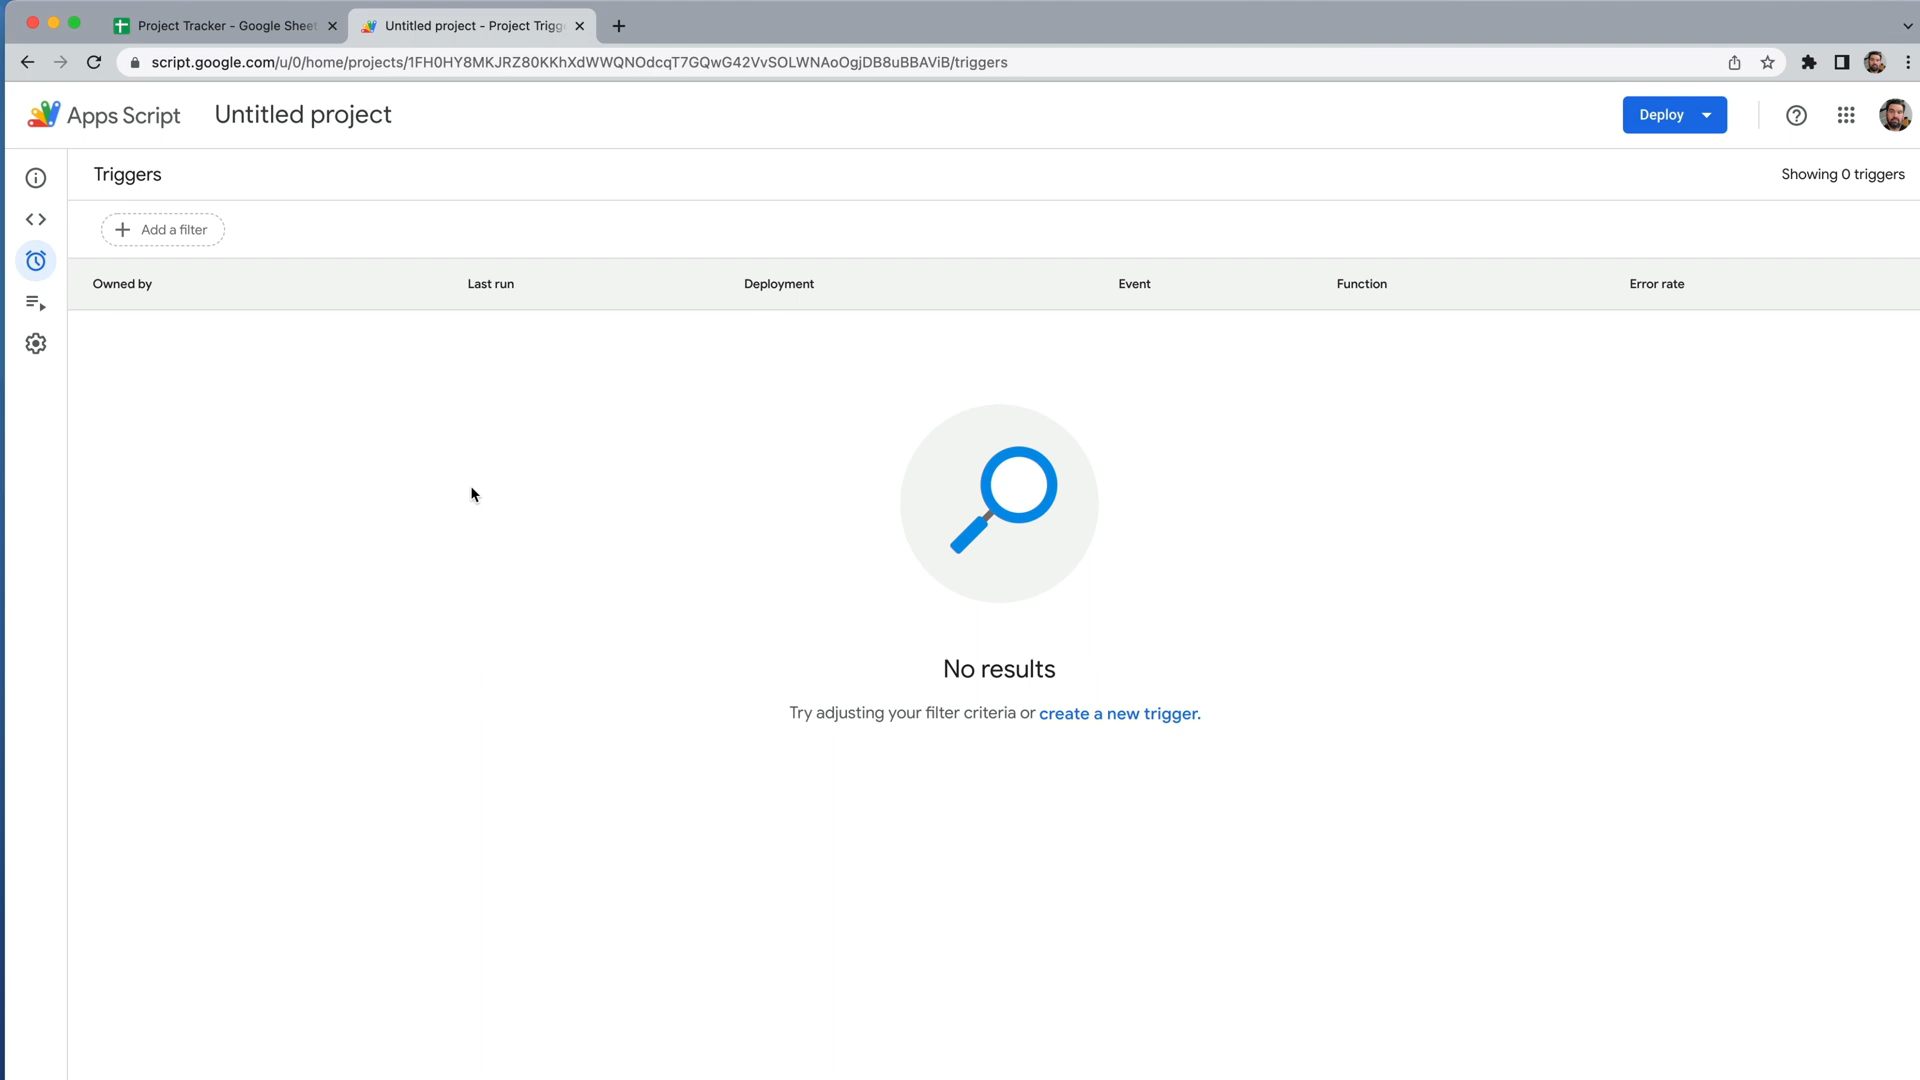 Project Tracker - Google Sheet
Untitled project - Project Trigg
script.google.com/u/0/home/projects/1FH0HY8MKJRZ80KKhXdWWQNOdcqT7GQwG42VvSOLWNAoOgjDB8uBBAViB/triggers
Apps Script
Untitled project
Deploy
Triggers
Showing 0 triggers
Add a filter
Owned by
Last run
Deployment
Event
Function
Error rate
No results
Try adjusting your filter criteria or create a new trigger.